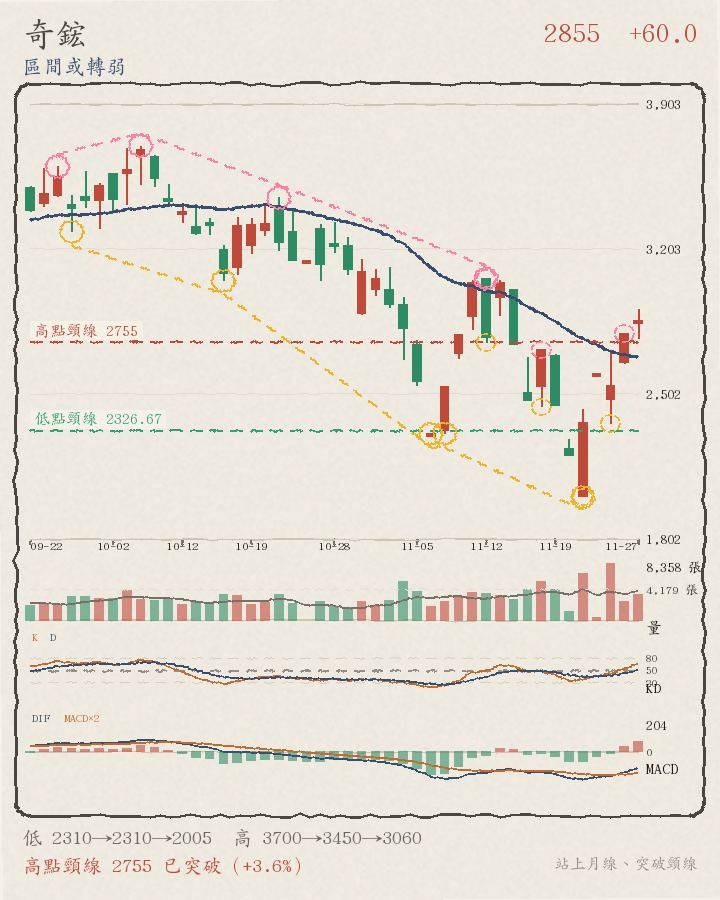 奇鋐
2855 +60.0
區間或轉弱
3,903
3,203
高點頸線 2755
2,502
低點頸線 2326.67
1,802
09-22 10-02 10-12 10-19 10-28 11-05 11-12 11-19 11-27
8,358 張
4,179 張
量
K D
80
50
20
KD
DIF MACD×2
204
0
MACD
低 2310→2310→2005 高 3700→3450→3060
高點頸線 2755 已突破 (+3.6%)
站上月線、突破頸線